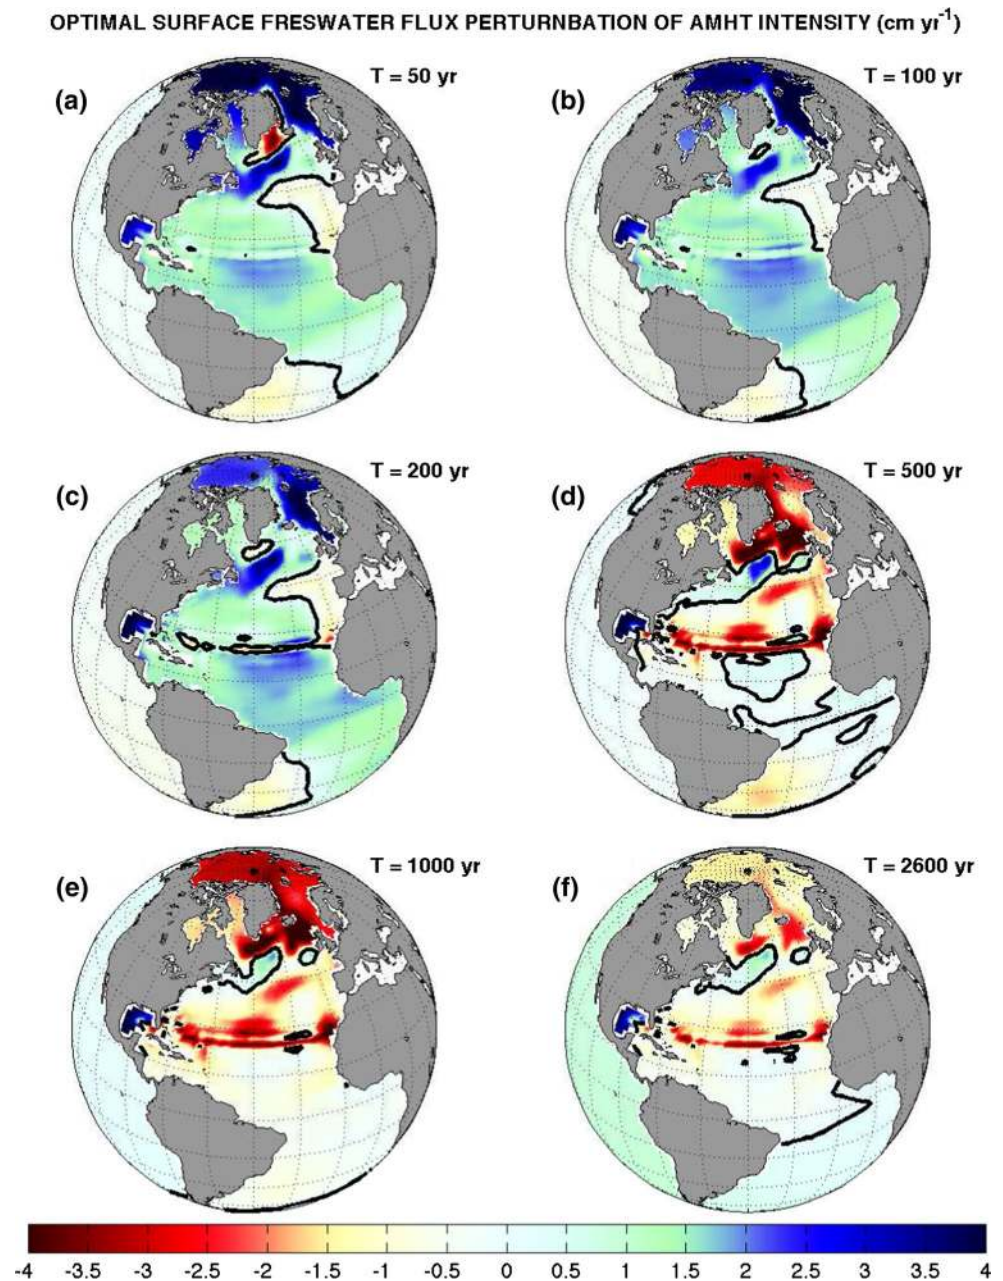 OPTIMAL SURFACE FRESWATER FLUX PERTURNBATION OF AMHT INTENSITY (cm yr-1)
(a) T = 50 yr
(b) T = 100 yr
(c) T = 200 yr
(d) T = 500 yr
(e) T = 1000 yr
(f) T = 2600 yr
-4 -3.5 -3 -2.5 -2 -1.5 -1 -0.5 0 0.5 1 1.5 2 2.5 3 3.5 4